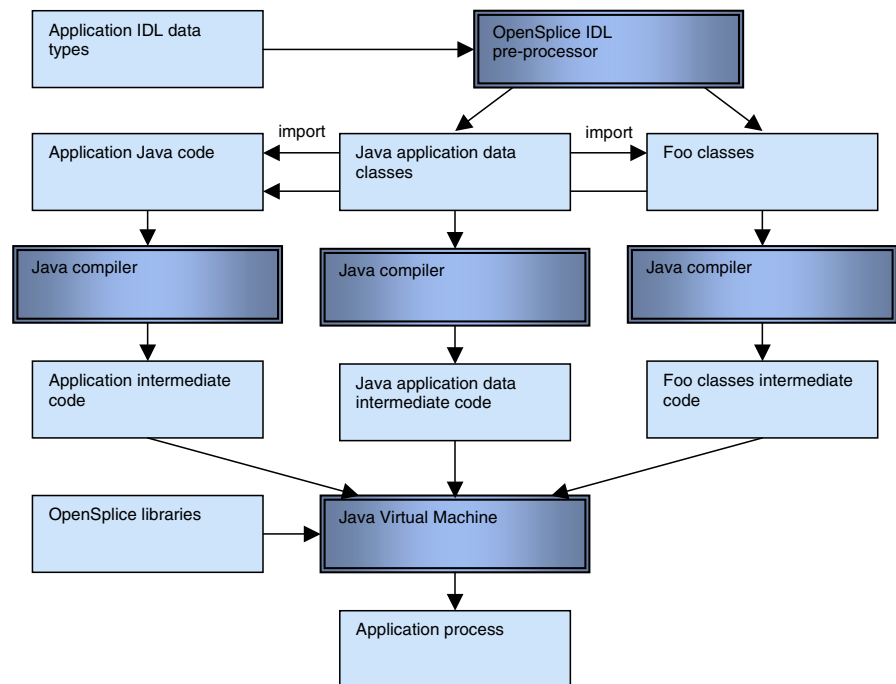 Application IDL data
types
OpenSplice IDL
pre-processor
import
import
Application Java code
Java application data
classes
Foo classes
Java compiler
Java compiler
Java compiler
Application intermediate
code
Java application data
intermediate code
Foo classes intermediate
code
OpenSplice libraries
Java Virtual Machine
Application process